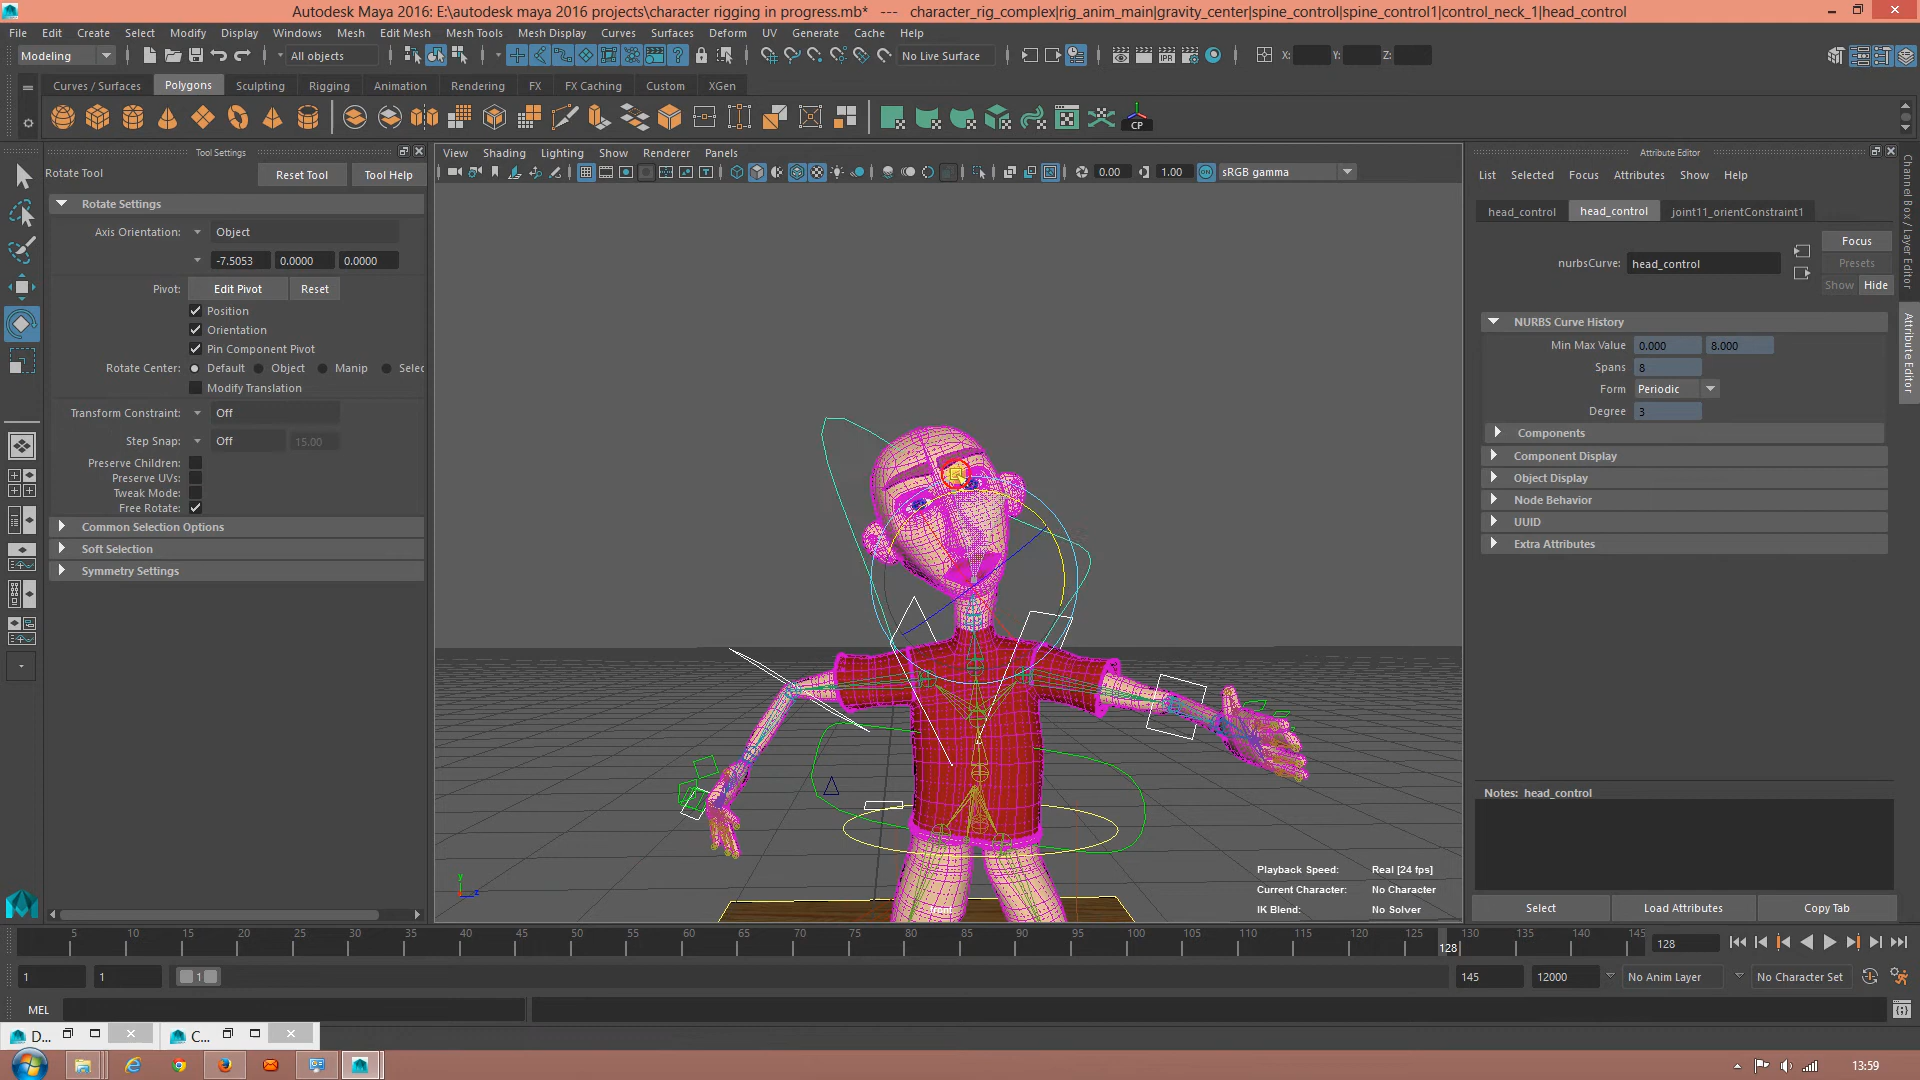 Autodesk Maya 2016: E:\autodesk maya 2016 projects\character rigging in progress.mb*   ---   character_rig_complex|rig_anim_main|gravity_center|spine_control|spine_control1|control_neck_1|head_control
File Edit Create Select Modify Display Windows Mesh Edit Mesh Mesh Tools Mesh Display Curves Surfaces Deform UV Generate Cache Help
Modeling All objects No Live Surface X: Y: Z:
Curves / Surfaces Polygons Sculpting Rigging Animation Rendering FX FX Caching Custom XGen
CP
Tool Settings
Rotate Tool Reset Tool Tool Help
Rotate Settings
Axis Orientation: Object
-7.5053 0.0000 0.0000
Pivot: Edit Pivot Reset
Position
Orientation
Pin Component Pivot
Rotate Center: Default Object Manip Selec
Modify Translation
Transform Constraint: Off
Step Snap: Off 15.00
Preserve Children:
Preserve UVs:
Tweak Mode:
Free Rotate:
Common Selection Options
Soft Selection
Symmetry Settings
View Shading Lighting Show Renderer Panels
0.00 1.00 sRGB gamma
Playback Speed: Real [24 fps]
Current Character: No Character
IK Blend: No Solver
front
y
z
Attribute Editor
List Selected Focus Attributes Show Help
head_control head_control joint11_orientConstraint1
nurbsCurve: head_control
Focus
Presets
Show Hide
NURBS Curve History
Min Max Value 0.000 8.000
Spans 8
Form Periodic
Degree 3
Components
Component Display
Object Display
Node Behavior
UUID
Extra Attributes
Notes: head_control
Select Load Attributes Copy Tab
Channel Box / Layer Editor
Attribute Editor
5 10 15 20 25 30 35 40 45 50 55 60 65 70 75 80 85 90 95 100 105 110 115 120 125 128 130 135 140 145
128
1 1 1 145 12000 No Anim Layer No Character Set
MEL
D... C...
13:59